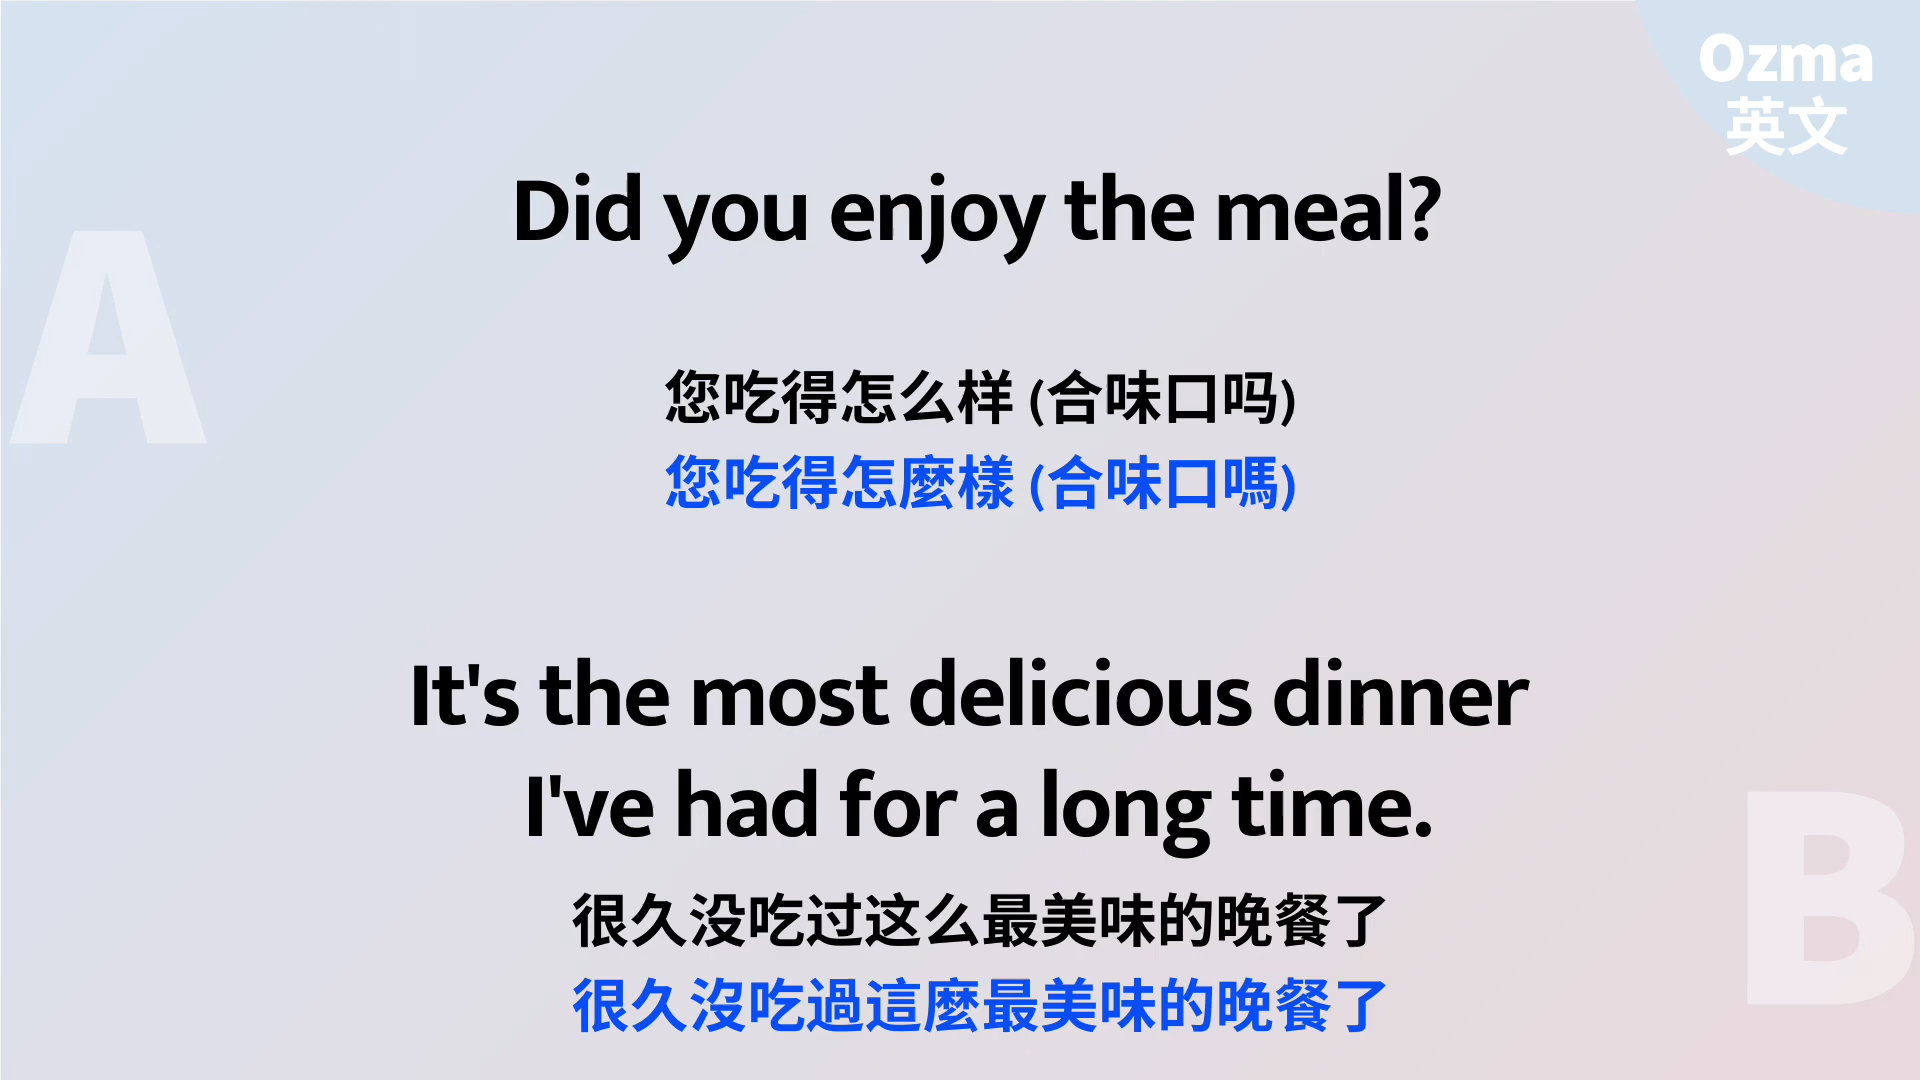 Ozma
英文
Did you enjoy the meal?
A
您吃得怎么样 (合味口吗)
您吃得怎麼樣 (合味口嗎)
It's the most delicious dinner
I've had for a long time.
B
很久没吃过这么最美味的晚餐了
很久沒吃過這麼最美味的晚餐了